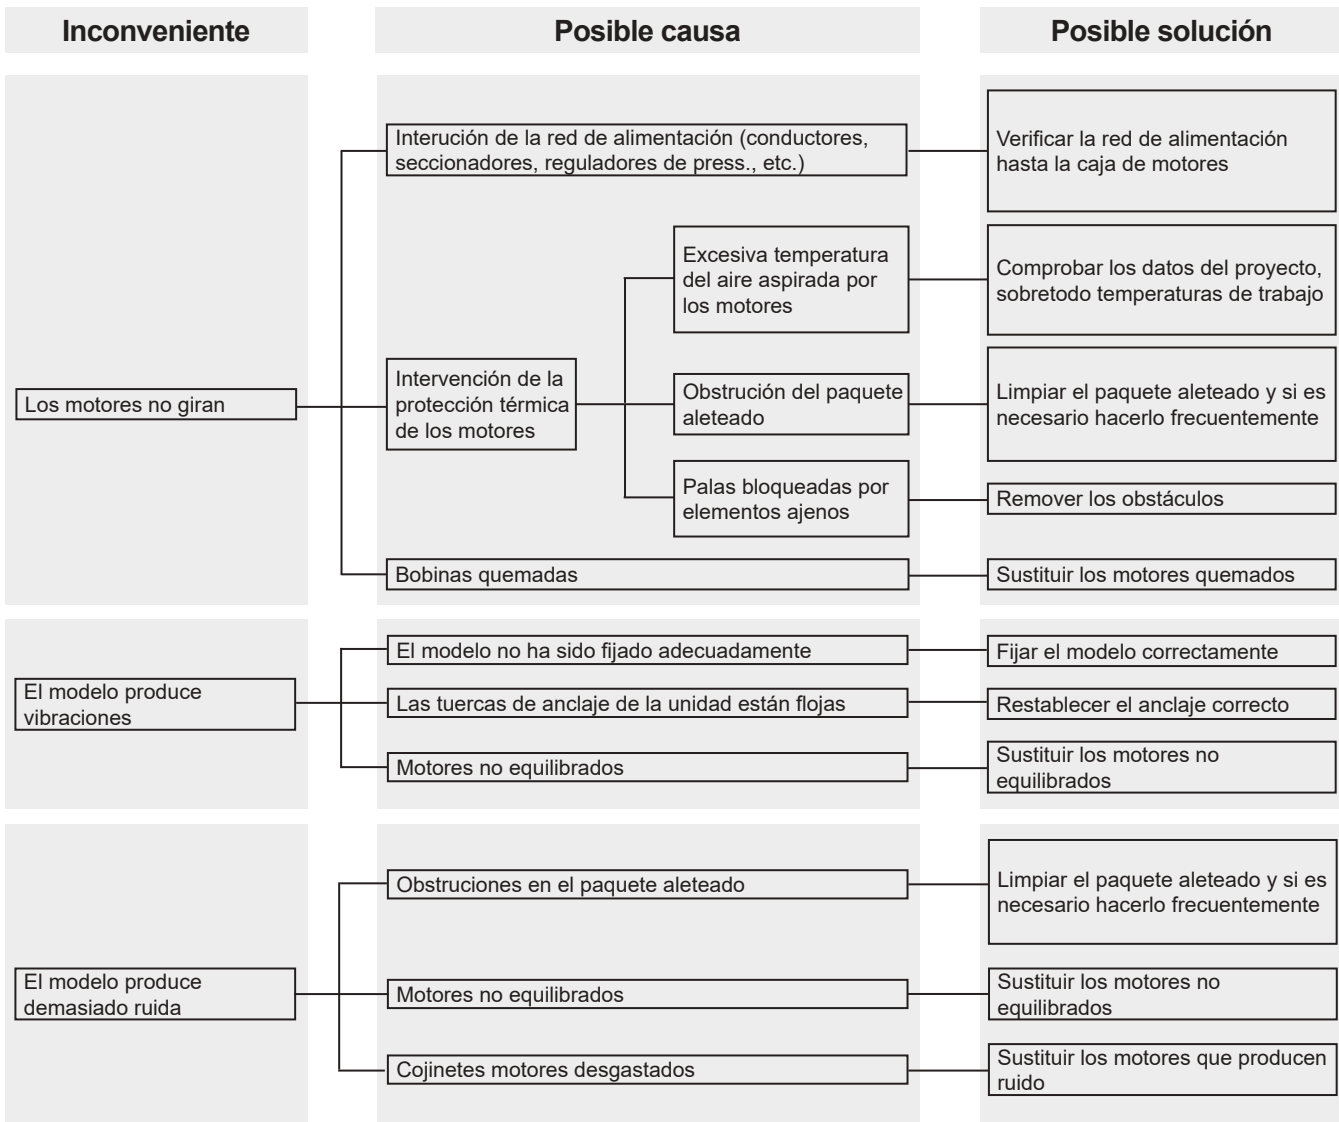 Inconveniente
Posible causa
Posible solución
Los motores no giran
Interución de la red de alimentación (conductores,
seccionadores, reguladores de press., etc.)
Verificar la red de alimentación
hasta la caja de motores
Intervención de la
protección térmica
de los motores
Excesiva temperatura
del aire aspirada por
los motores
Comprobar los datos del proyecto,
sobretodo temperaturas de trabajo
Obstrución del paquete
aleteado
Limpiar el paquete aleteado y si es
necesario hacerlo frecuentemente
Palas bloqueadas por
elementos ajenos
Remover los obstáculos
Bobinas quemadas
Sustituir los motores quemados
El modelo produce
vibraciones
El modelo no ha sido fijado adecuadamente
Fijar el modelo correctamente
Las tuercas de anclaje de la unidad están flojas
Restablecer el anclaje correcto
Motores no equilibrados
Sustituir los motores no
equilibrados
El modelo produce
demasiado ruida
Obstruciones en el paquete aleteado
Limpiar el paquete aleteado y si es
necesario hacerlo frecuentemente
Motores no equilibrados
Sustituir los motores no
equilibrados
Cojinetes motores desgastados
Sustituir los motores que producen
ruido